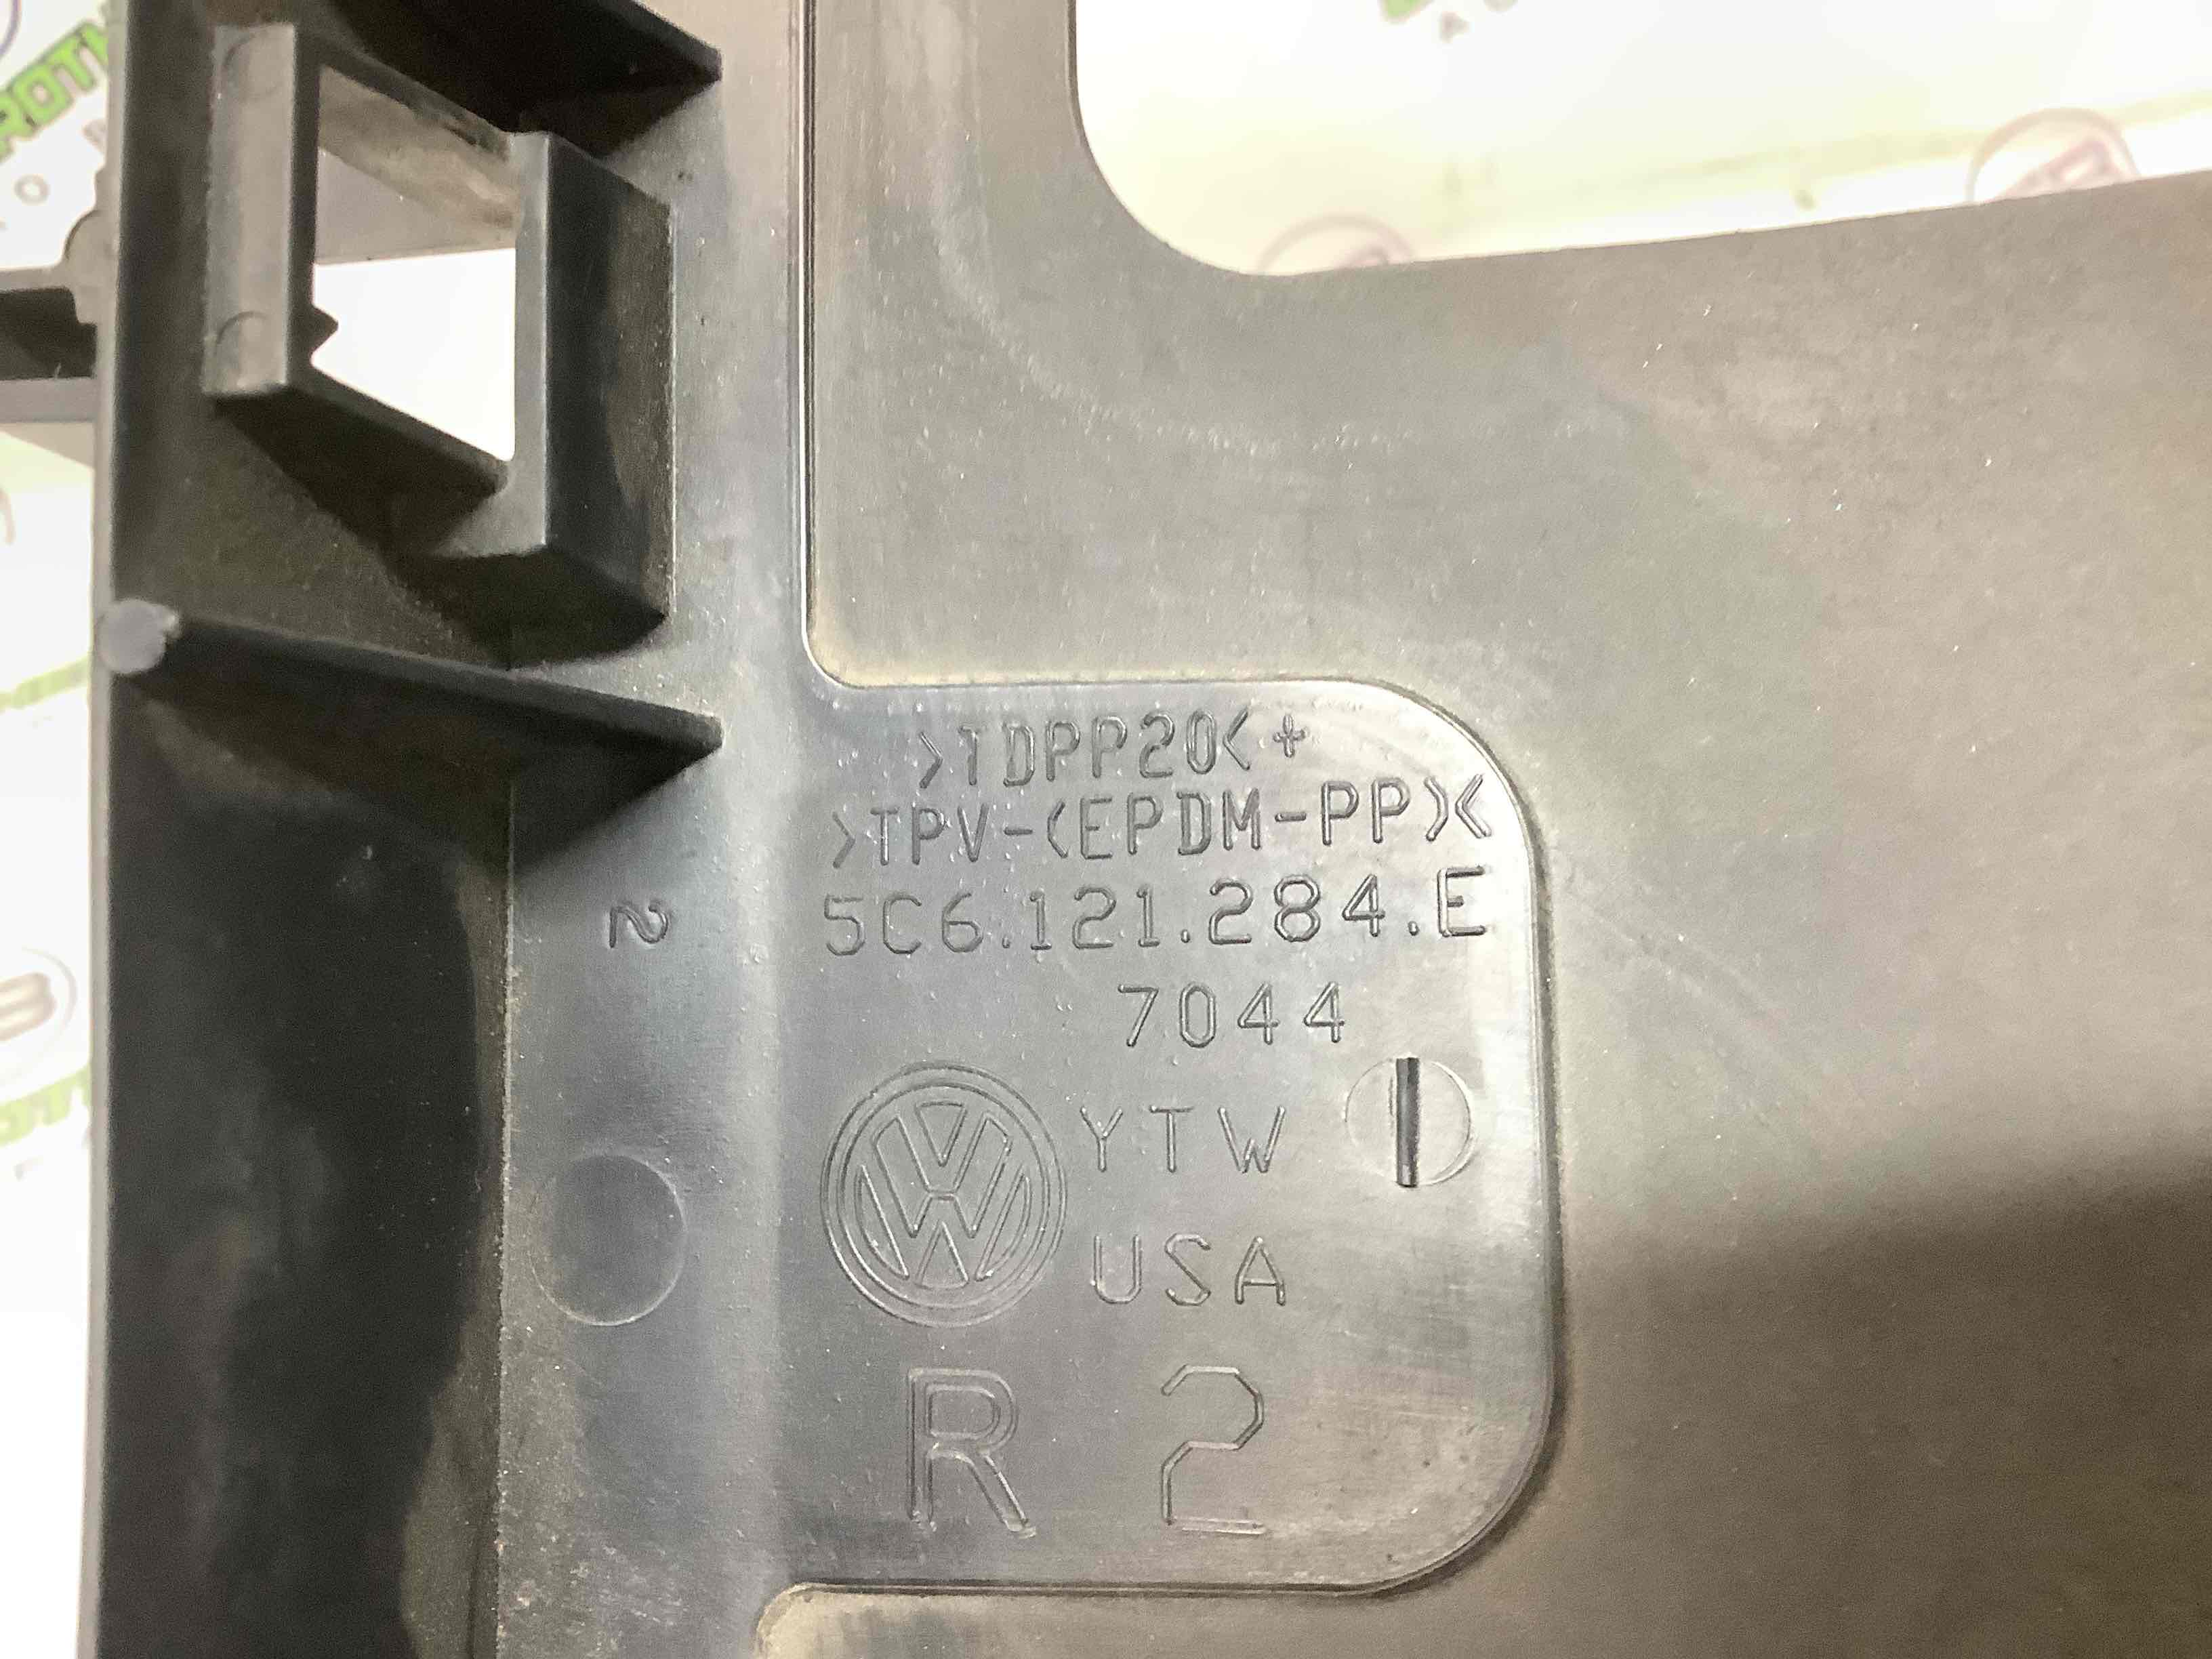 >TDPP20<+
>TPV-(EPDM-PP)<
2
5C6.121.284.E
7044
YTW
USA
R 2